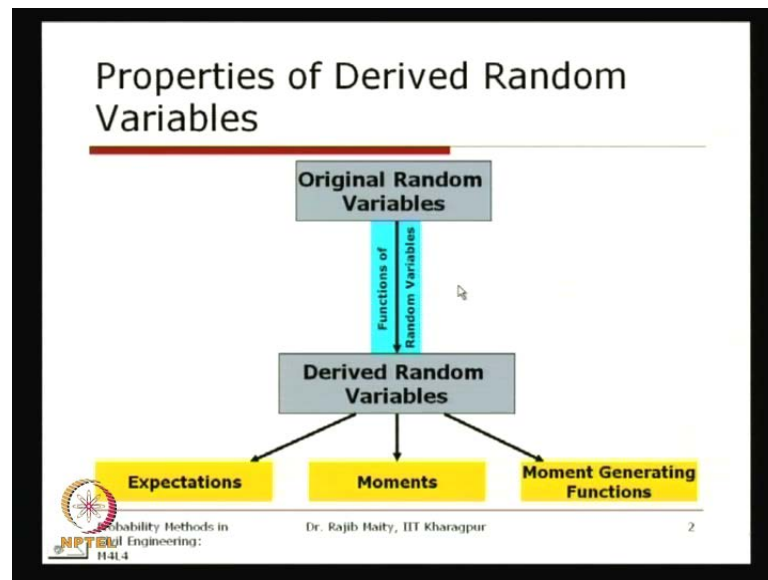 Properties of Derived Random
Variables
Original Random
Variables
Functions of
Random Variables
Derived Random
Variables
Expectations
Moments
Moment Generating
Functions
Probability Methods in
Civil Engineering:
M4L4
Dr. Rajib Maity, IIT Kharagpur
2
NPTEL